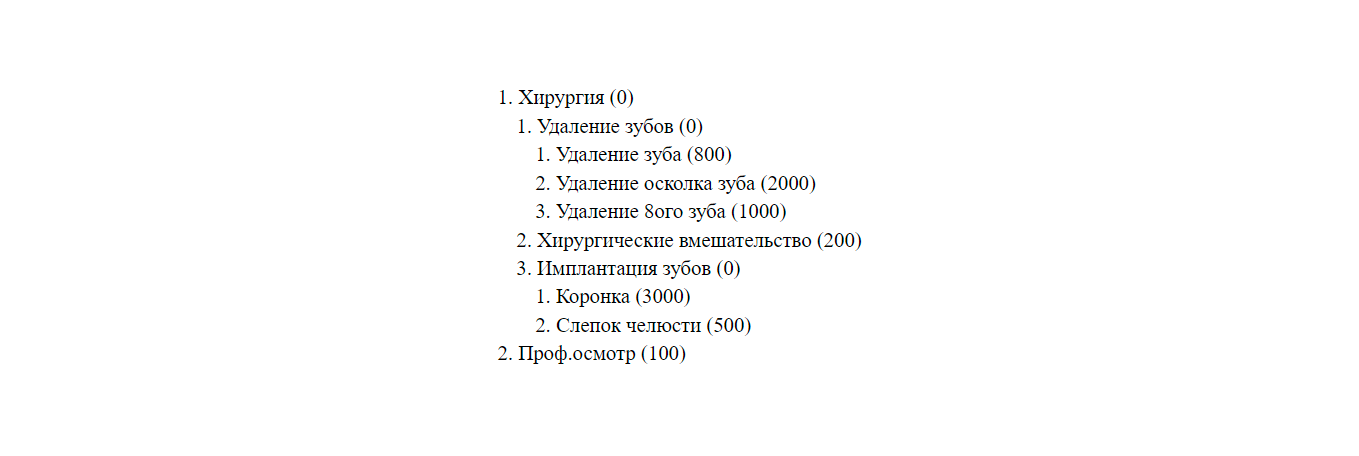 1. Хирургия (0)
1. Удаление зубов (0)
1. Удаление зуба (800)
2. Удаление осколка зуба (2000)
3. Удаление 8ого зуба (1000)
2. Хирургические вмешательство (200)
3. Имплантация зубов (0)
1. Коронка (3000)
2. Слепок челюсти (500)
2. Проф.осмотр (100)